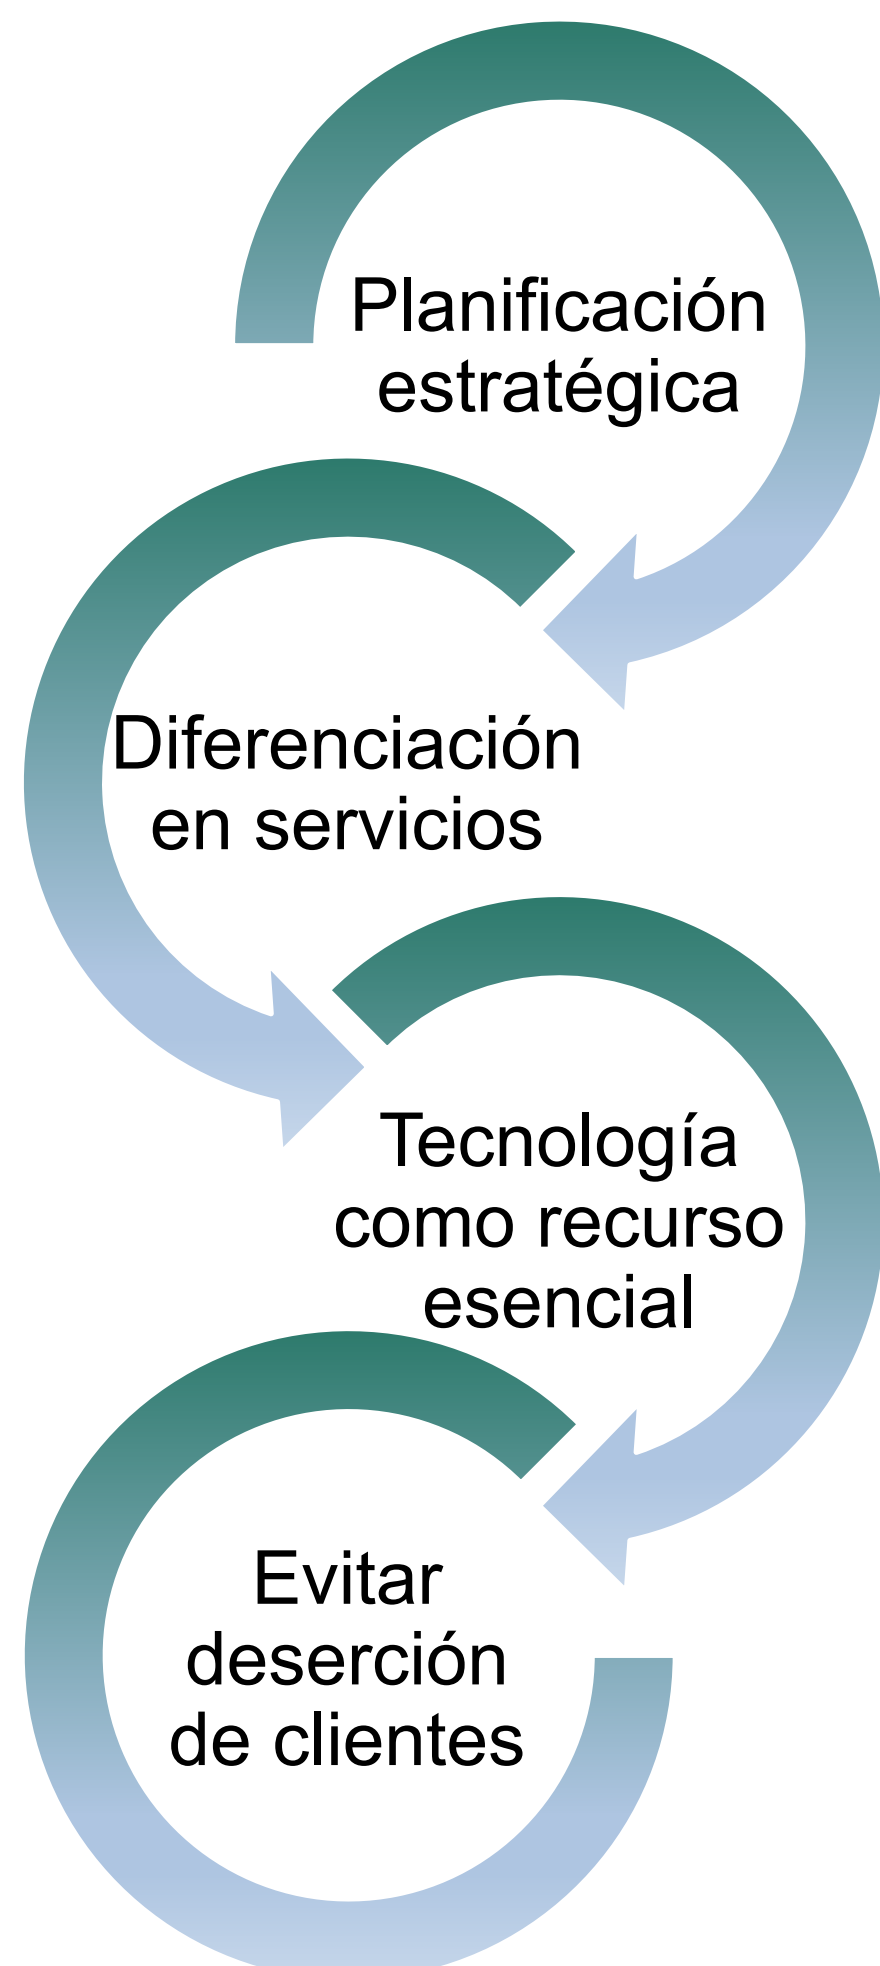 Planificación
estratégica
Diferenciación
en servicios
Tecnología
como recurso
esencial
Evitar
deserción
de clientes